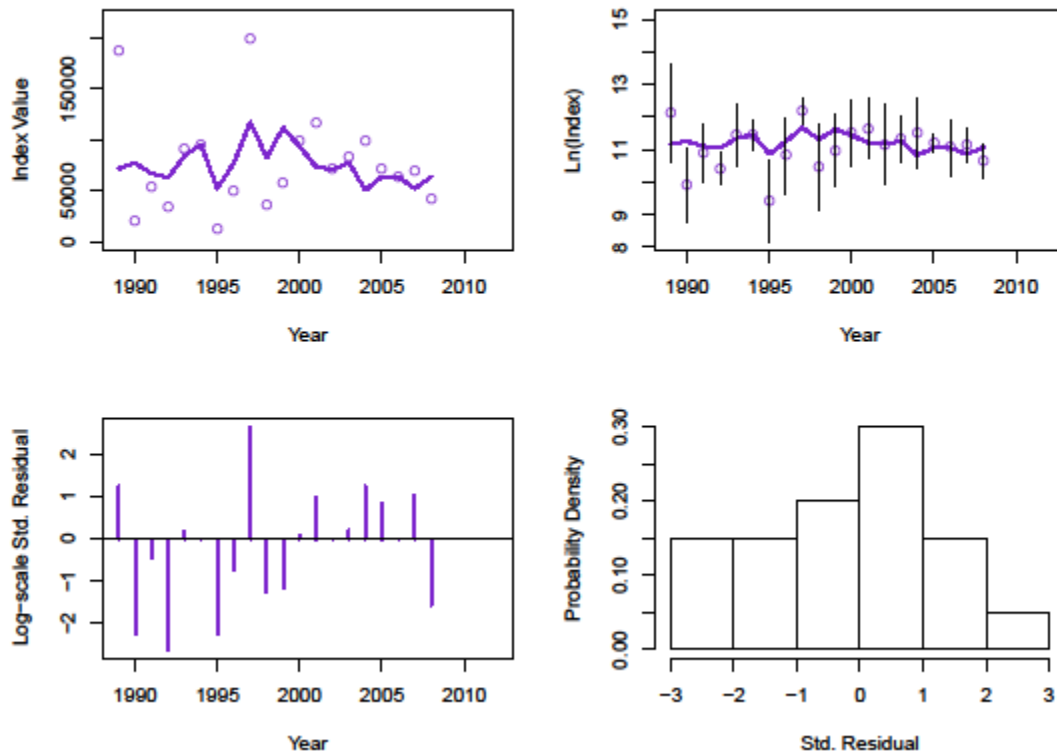 Index Value
150000
50000
0
1990 1995 2000 2005 2010
Year
Ln(Index)
15
13
11
9
8
1990 1995 2000 2005 2010
Year
Log−scale Std. Residual
2
1
0
−1
−2
1990 1995 2000 2005 2010
Year
Probability Density
0.30
0.20
0.10
0.00
−3 −2 −1 0 1 2 3
Std. Residual